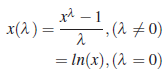 x(λ) = (x^λ − 1)/λ , (λ ≠ 0)
= ln(x), (λ = 0)